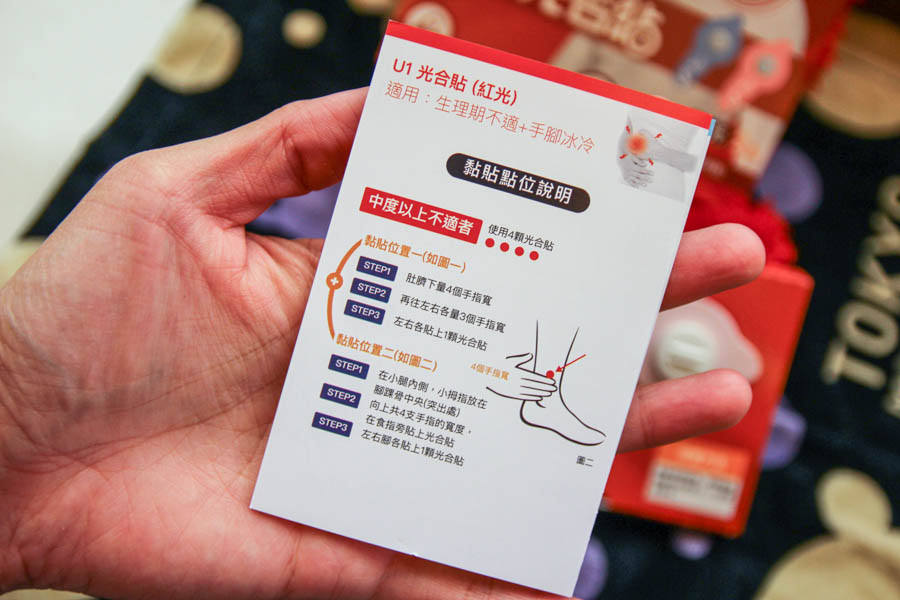 U1 光合貼 (紅光)
適用：生理期不適+手腳冰冷
黏貼點位說明
中度以上不適者
使用4顆光合貼
黏貼位置一(如圖一)
STEP1
肚臍下量4個手指寬
STEP2
再往左右各量3個手指寬
STEP3
左右各貼上1顆光合貼
黏貼位置二(如圖二)
4個手指寬
STEP1
在小腿內側，小拇指放在
腳踝骨中央(突出處)
STEP2
向上共4支手指的寬度，
在食指旁貼上光合貼
STEP3
左右腳各貼上1顆光合貼
圖二
TOKYO